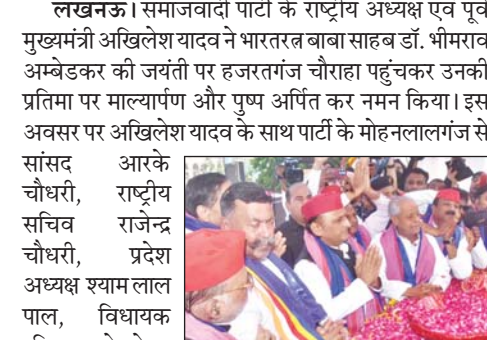 लखनऊ। समाजवादी पार्टी के राष्ट्रीय अध्यक्ष एवं पूर्व
मुख्यमंत्री अखिलेश यादव ने भारतरत्न बाबा साहब डॉ. भीमराव
अम्बेडकर की जयंती पर हजरतगंज चौराहा पहुंचकर उनकी
प्रतिमा पर माल्यार्पण और पुष्प अर्पित कर नमन किया। इस
अवसर पर अखिलेश यादव के साथ पार्टी के मोहनलालगंज से
सांसद आरके
चौधरी, राष्ट्रीय
सचिव राजेन्द्र
चौधरी, प्रदेश
अध्यक्ष श्याम लाल
पाल, विधायक